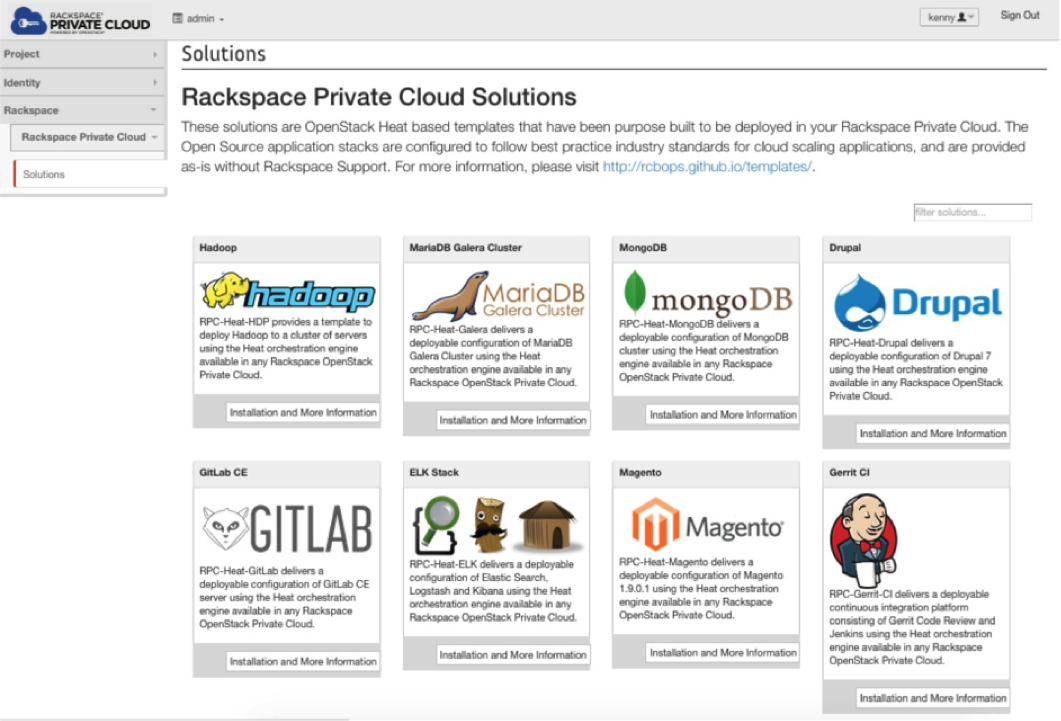 RACKSPACE®
PRIVATE CLOUD
POWERED BY OPENSTACK®
admin
kenny
Sign Out
Project
Identity
Rackspace
Rackspace Private Cloud
Solutions
Solutions
Rackspace Private Cloud Solutions
These solutions are OpenStack Heat based templates that have been purpose built to be deployed in your Rackspace Private Cloud. The
Open Source application stacks are configured to follow best practice industry standards for cloud scaling applications, and are provided
as-is without Rackspace Support. For more information, please visit http://rcbops.github.io/templates/.
filter solutions...
Hadoop
hadoop
RPC-Heat-HDP provides a template to
deploy Hadoop to a cluster of servers
using the Heat orchestration engine
available in any Rackspace OpenStack
Private Cloud.
Installation and More Information
MariaDB Galera Cluster
MariaDB
Galera Cluster
RPC-Heat-Galera delivers a
deployable configuration of MariaDB
Galera Cluster using the Heat
orchestration engine available in any
Rackspace OpenStack Private Cloud.
Installation and More Information
MongoDB
mongoDB
RPC-Heat-MongoDB delivers a
deployable configuration of MongoDB
cluster using the Heat orchestration
engine available in any Rackspace
OpenStack Private Cloud.
Installation and More Information
Drupal
Drupal
RPC-Heat-Drupal delivers a
deployable configuration of Drupal 7
using the Heat orchestration engine
available in any Rackspace OpenStack
Private Cloud.
Installation and More Information
GitLab CE
GITLAB
RPC-Heat-GitLab delivers a
deployable configuration of GitLab CE
server using the Heat orchestration
engine available in any Rackspace
OpenStack Private Cloud.
Installation and More Information
ELK Stack
RPC-Heat-ELK delivers a deployable
configuration of Elastic Search,
Logstash and Kibana using the Heat
orchestration engine available in any
Rackspace OpenStack Private Cloud.
Installation and More Information
Magento
Magento®
RPC-Heat-Magento delivers a
deployable configuration of Magento
1.9.0.1 using the Heat orchestration
engine available in any Rackspace
OpenStack Private Cloud.
Installation and More Information
Gerrit CI
RPC-Gerrit-CI delivers a deployable
continuous integration platform
consisting of Gerrit Code Review and
Jenkins using the Heat orchestration
engine available in any Rackspace
OpenStack Private Cloud.
Installation and More Information